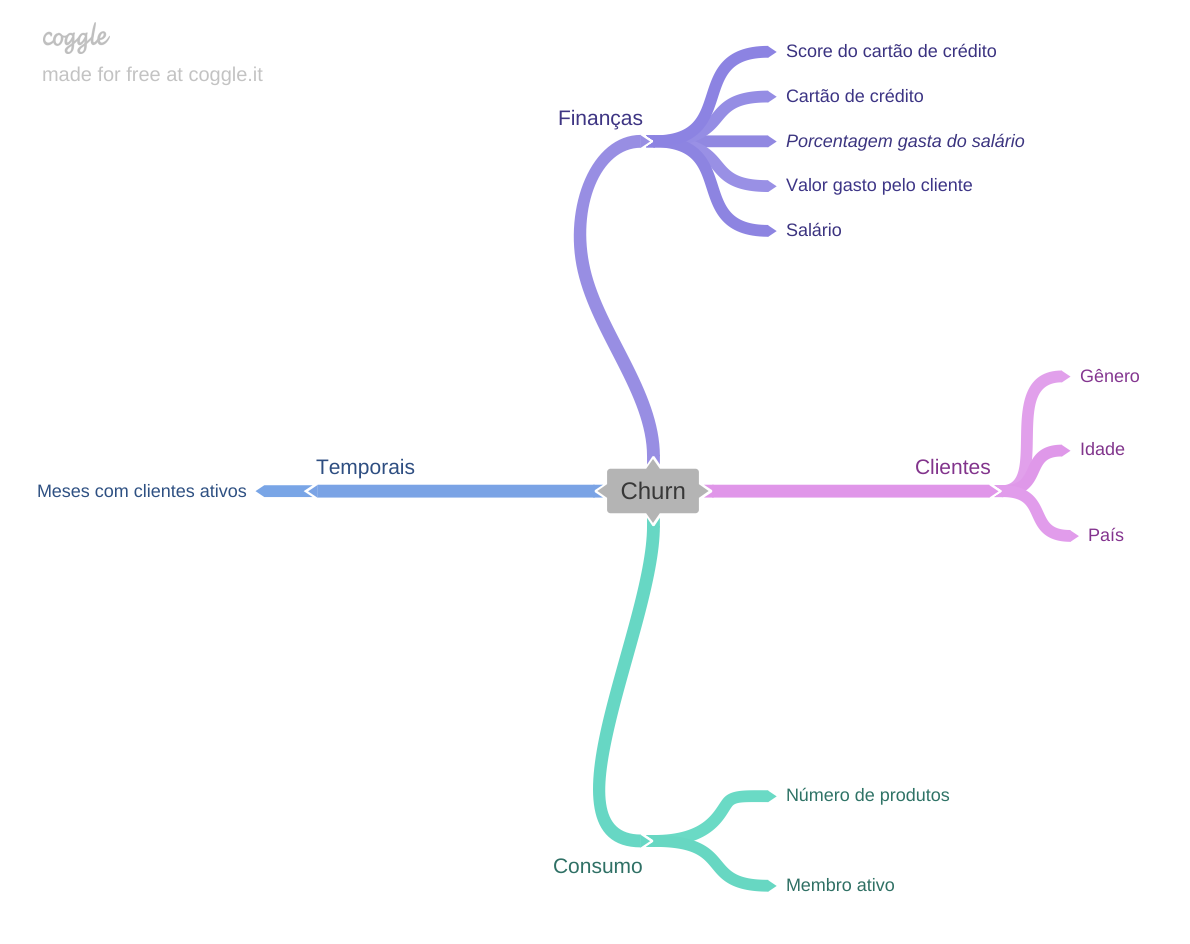 coggle
made for free at coggle.it
Finanças
Score do cartão de crédito
Cartão de crédito
Porcentagem gasta do salário
Valor gasto pelo cliente
Salário
Churn
Clientes
Gênero
Idade
País
Temporais
Meses com clientes ativos
Consumo
Número de produtos
Membro ativo